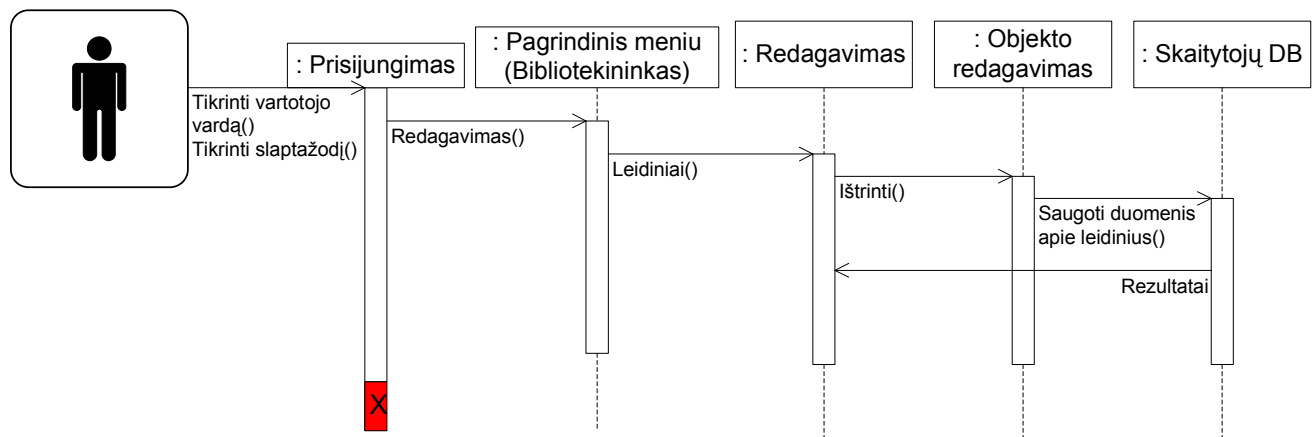 : Prisijungimas
: Pagrindinis meniu
(Bibliotekininkas)
: Redagavimas
: Objekto
redagavimas
: Skaitytojų DB
Tikrinti vartotojo
vardą()
Tikrinti slaptažodį()
Redagavimas()
Leidiniai()
Ištrinti()
Saugoti duomenis
apie leidinius()
Rezultatai
X